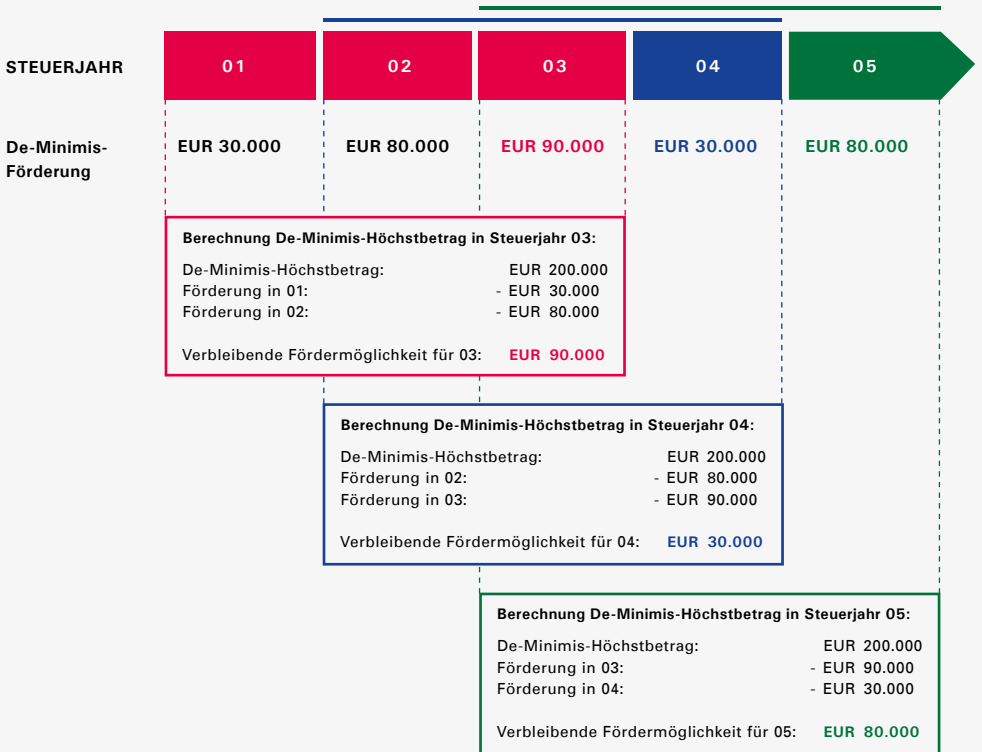 STEUERJAHR 01 02 03 04 05
De-Minimis-
Förderung
EUR 30.000 EUR 80.000 EUR 90.000 EUR 30.000 EUR 80.000
Berechnung De-Minimis-Höchstbetrag in Steuerjahr 03:
De-Minimis-Höchstbetrag: EUR 200.000
Förderung in 01: - EUR 30.000
Förderung in 02: - EUR 80.000
Verbleibende Fördermöglichkeit für 03: EUR 90.000
Berechnung De-Minimis-Höchstbetrag in Steuerjahr 04:
De-Minimis-Höchstbetrag: EUR 200.000
Förderung in 02: - EUR 80.000
Förderung in 03: - EUR 90.000
Verbleibende Fördermöglichkeit für 04: EUR 30.000
Berechnung De-Minimis-Höchstbetrag in Steuerjahr 05:
De-Minimis-Höchstbetrag: EUR 200.000
Förderung in 03: - EUR 90.000
Förderung in 04: - EUR 30.000
Verbleibende Fördermöglichkeit für 05: EUR 80.000